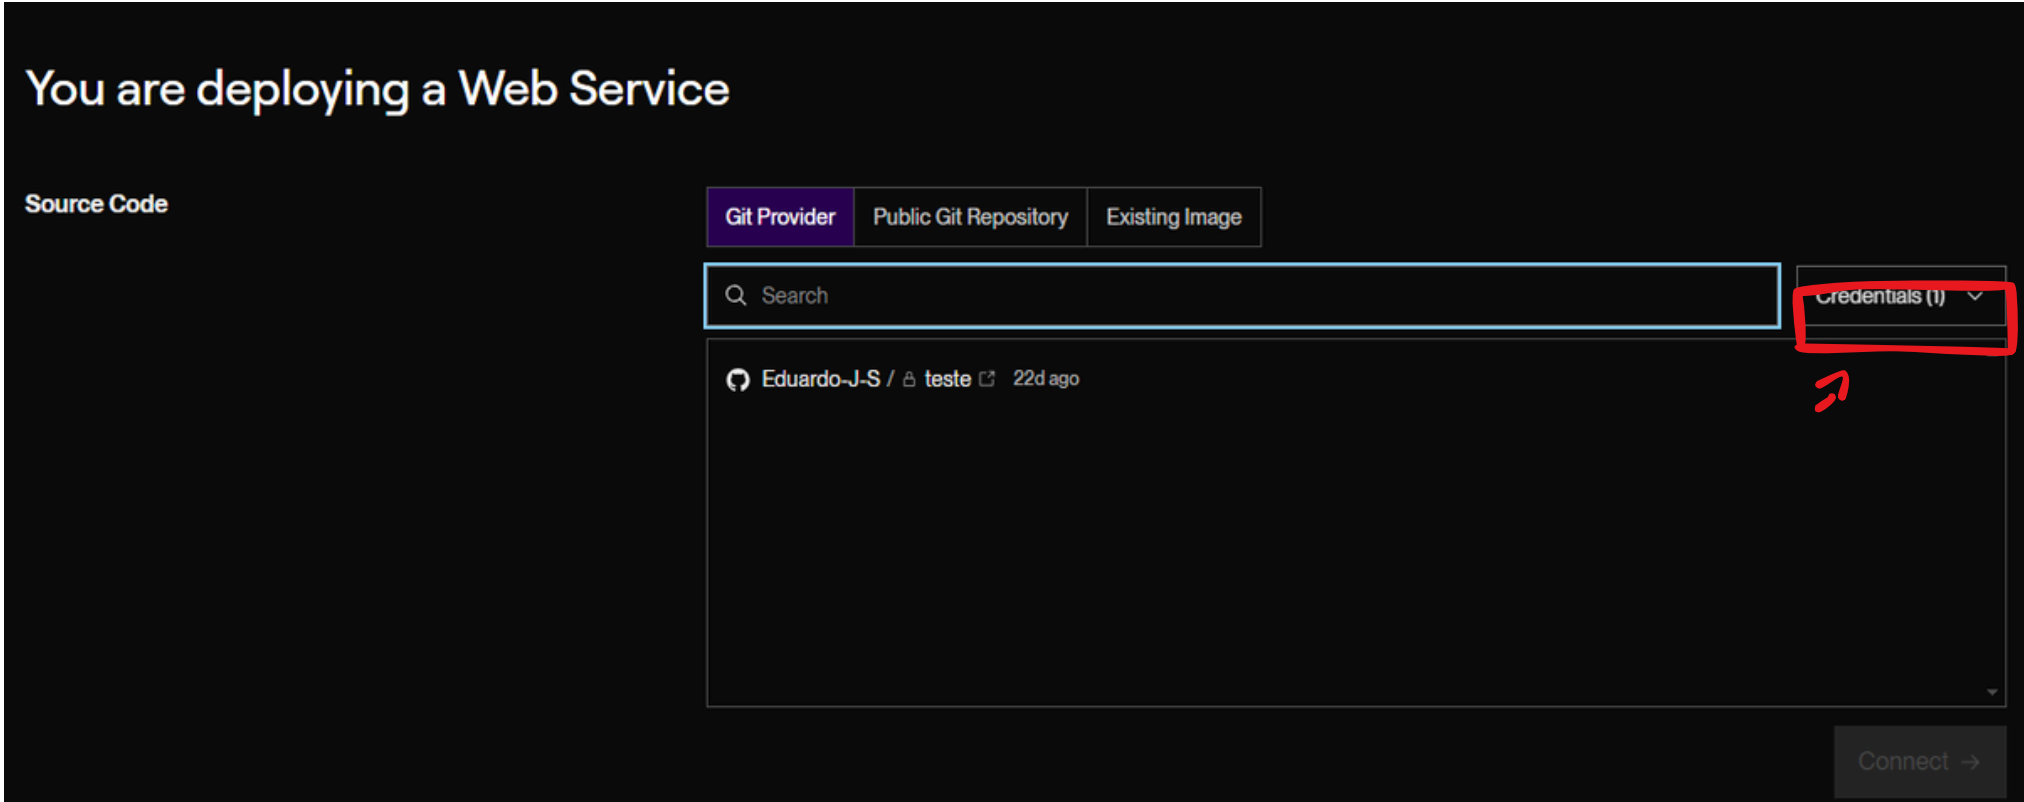 You are deploying a Web Service
Source Code
Git Provider
Public Git Repository
Existing Image
Search
Credentials (1)
Eduardo-J-S / teste 22d ago
Connect →